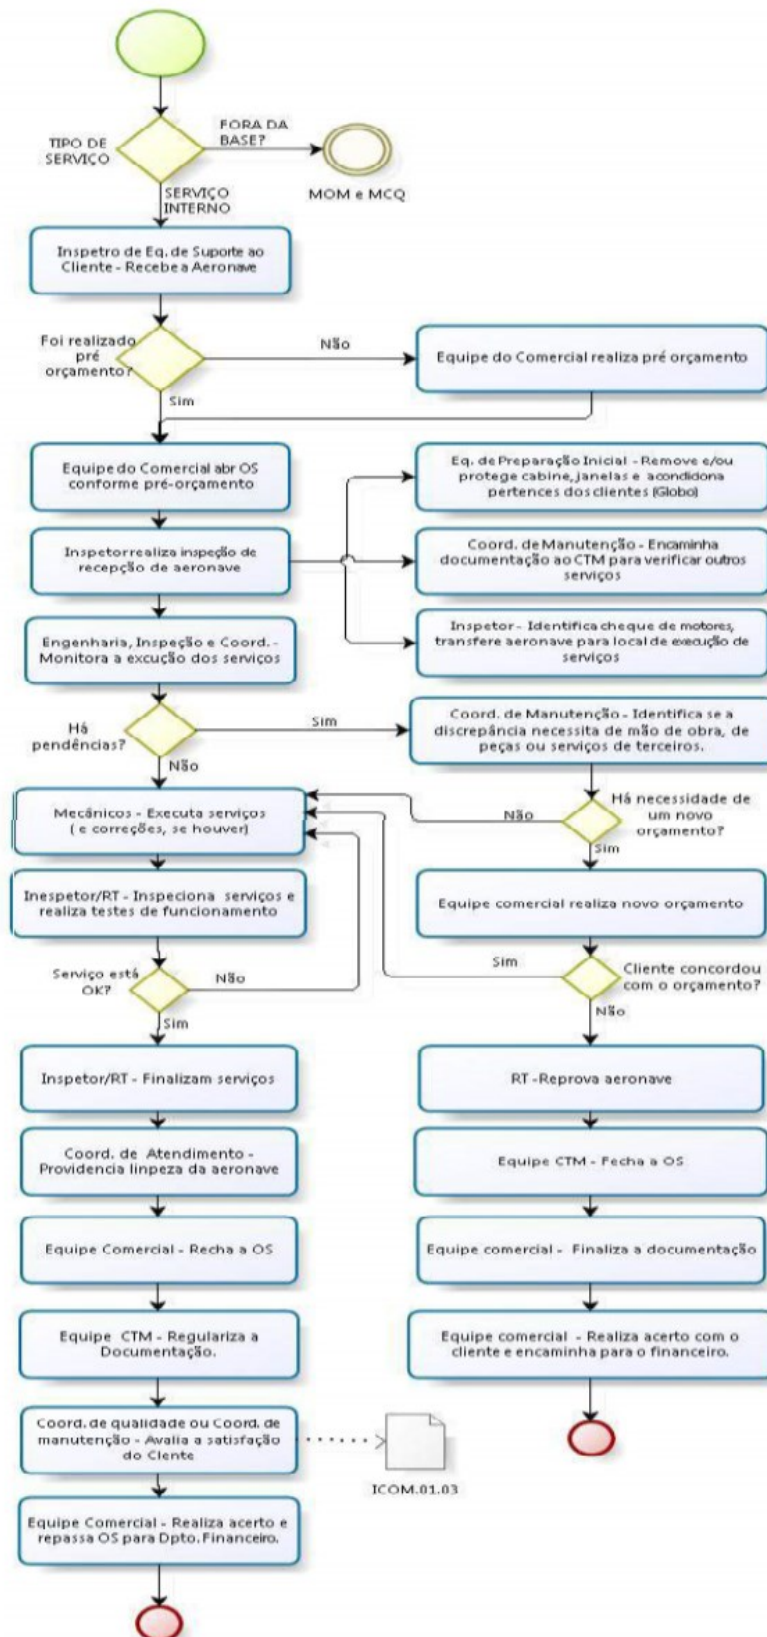 FORA DA
BASE?
TIPO DE
SERVIÇO
MOM e MCQ
SERVIÇO
INTERNO
Inspetro de Eq. de Suporte ao
Cliente - Recebe a Aeronave
Foi realizado
pré
orçamento?
Não
Equipe do Comercial realiza pré orçamento
Sim
Equipe do Comercial abr OS
conforme pré-orçamento
Eq. de Preparação Inicial - Remove e/ou
protege cabine, janelas e acondiciona
pertences dos clientes (Globo)
Inspetor realiza inspeção de
recepção de aeronave
Coord. de Manutenção - Encaminha
documentação ao CTM para verificar outros
serviços
Engenharia, Inspeção e Coord. -
Monitora a excução dos serviços
Inspetor - Identifica cheque de motores,
transfere aeronave para local de execução de
serviços
Há
pendências?
Sim
Coord. de Manutenção - Identifica se a
discrepância necessita de mão de obra, de
peças ou serviços de terceiros.
Não
Mecânicos - Executa serviços
( e correções, se houver)
Não
Há necessidade de
um novo
orçamento?
Sim
Inespetor/RT - Inspeciona serviços e
realiza testes de funcionamento
Equipe comercial realiza novo orçamento
Serviço está
OK?
Não
Sim
Cliente concordou
com o orçamento?
Sim
Não
Inspetor/RT - Finalizam serviços
RT -Reprova aeronave
Coord. de Atendimento -
Providencia linpeza da aeronave
Equipe CTM - Fecha a OS
Equipe Comercial - Recha a OS
Equipe comercial - Finaliza a documentação
Equipe CTM - Regulariza a
Documentação.
Equipe comercial - Realiza acerto com o
cliente e encaminha para o financeiro.
Coord. de qualidade ou Coord. de
manutenção - Avalia a satisfação
do Cliente
ICOM.01.03
Equipe Comercial - Realiza acerto e
repassa OS para Dpto. Financeiro.